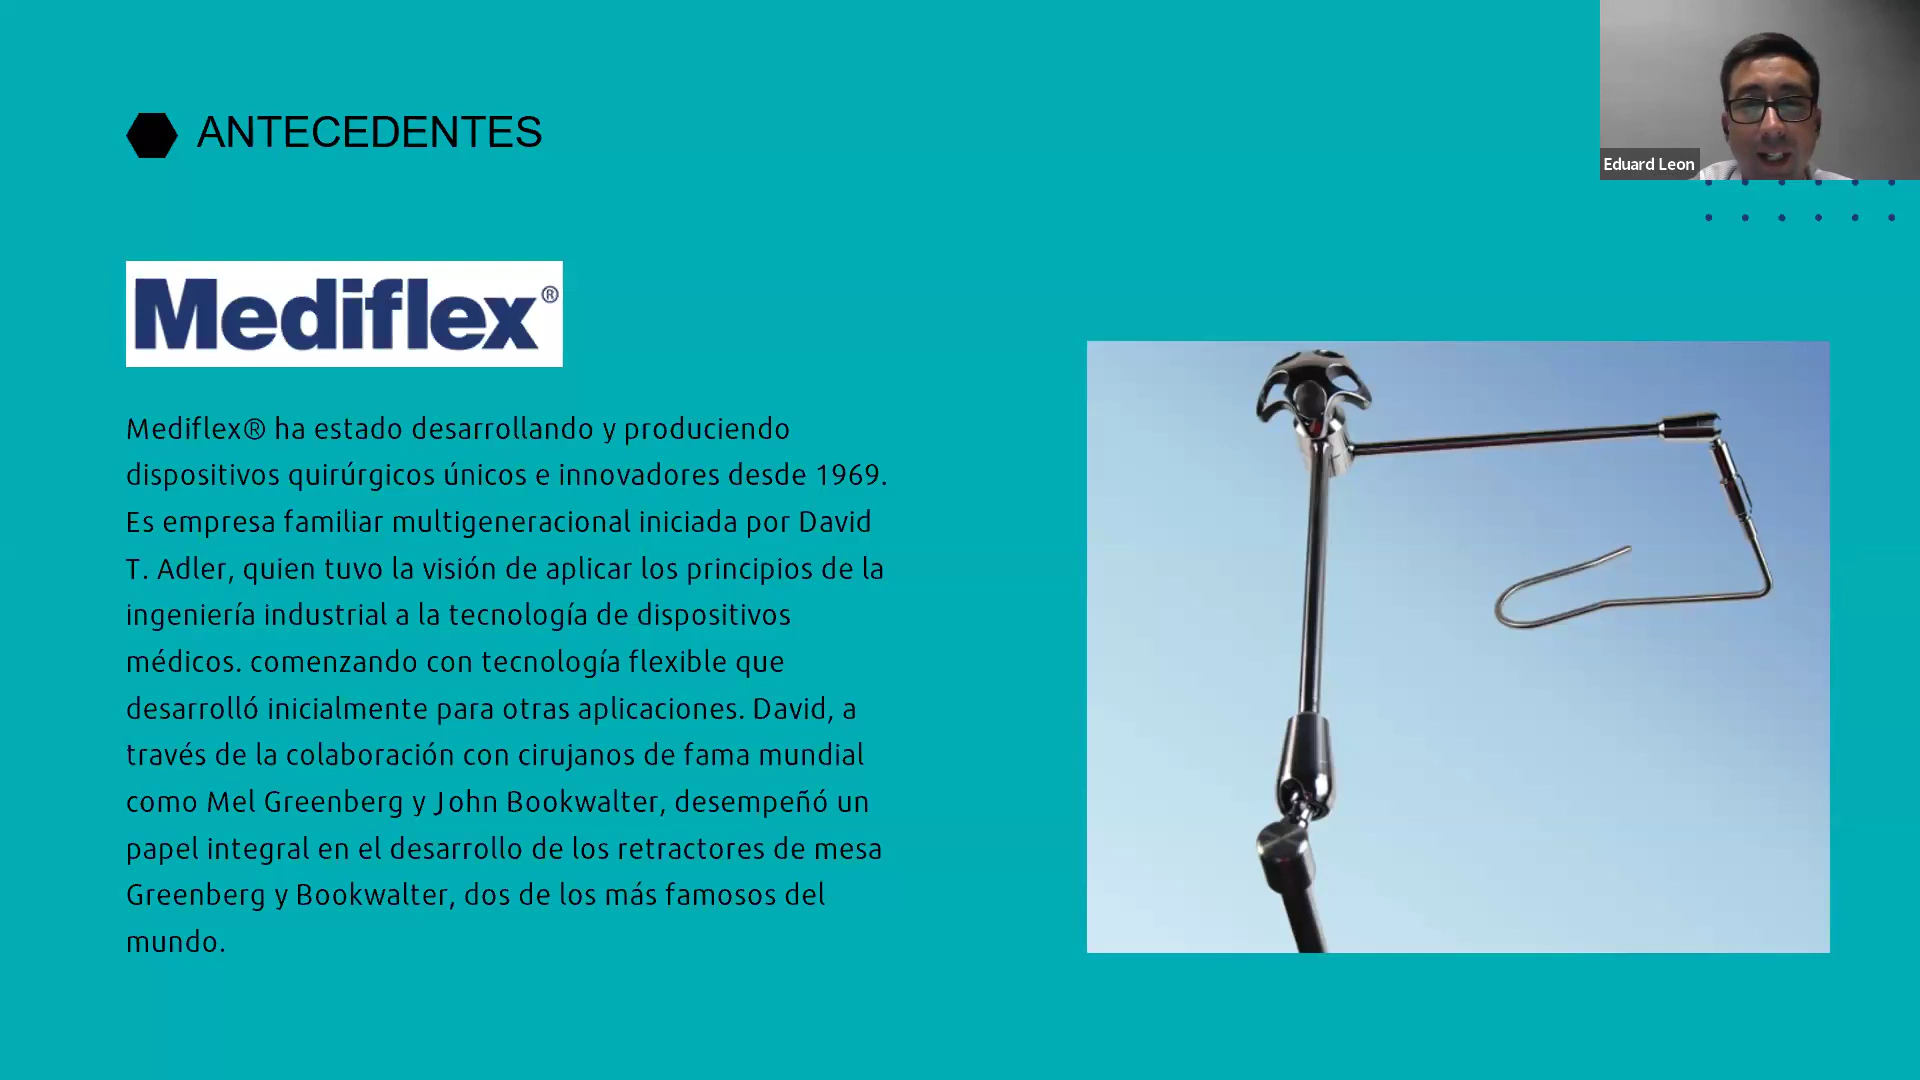 ANTECEDENTES
Eduard Leon
Mediflex®
Mediflex® ha estado desarrollando y produciendo
dispositivos quirúrgicos únicos e innovadores desde 1969.
Es empresa familiar multigeneracional iniciada por David
T. Adler, quien tuvo la visión de aplicar los principios de la
ingeniería industrial a la tecnología de dispositivos
médicos. comenzando con tecnología flexible que
desarrolló inicialmente para otras aplicaciones. David, a
través de la colaboración con cirujanos de fama mundial
como Mel Greenberg y John Bookwalter, desempeñó un
papel integral en el desarrollo de los retractores de mesa
Greenberg y Bookwalter, dos de los más famosos del
mundo.